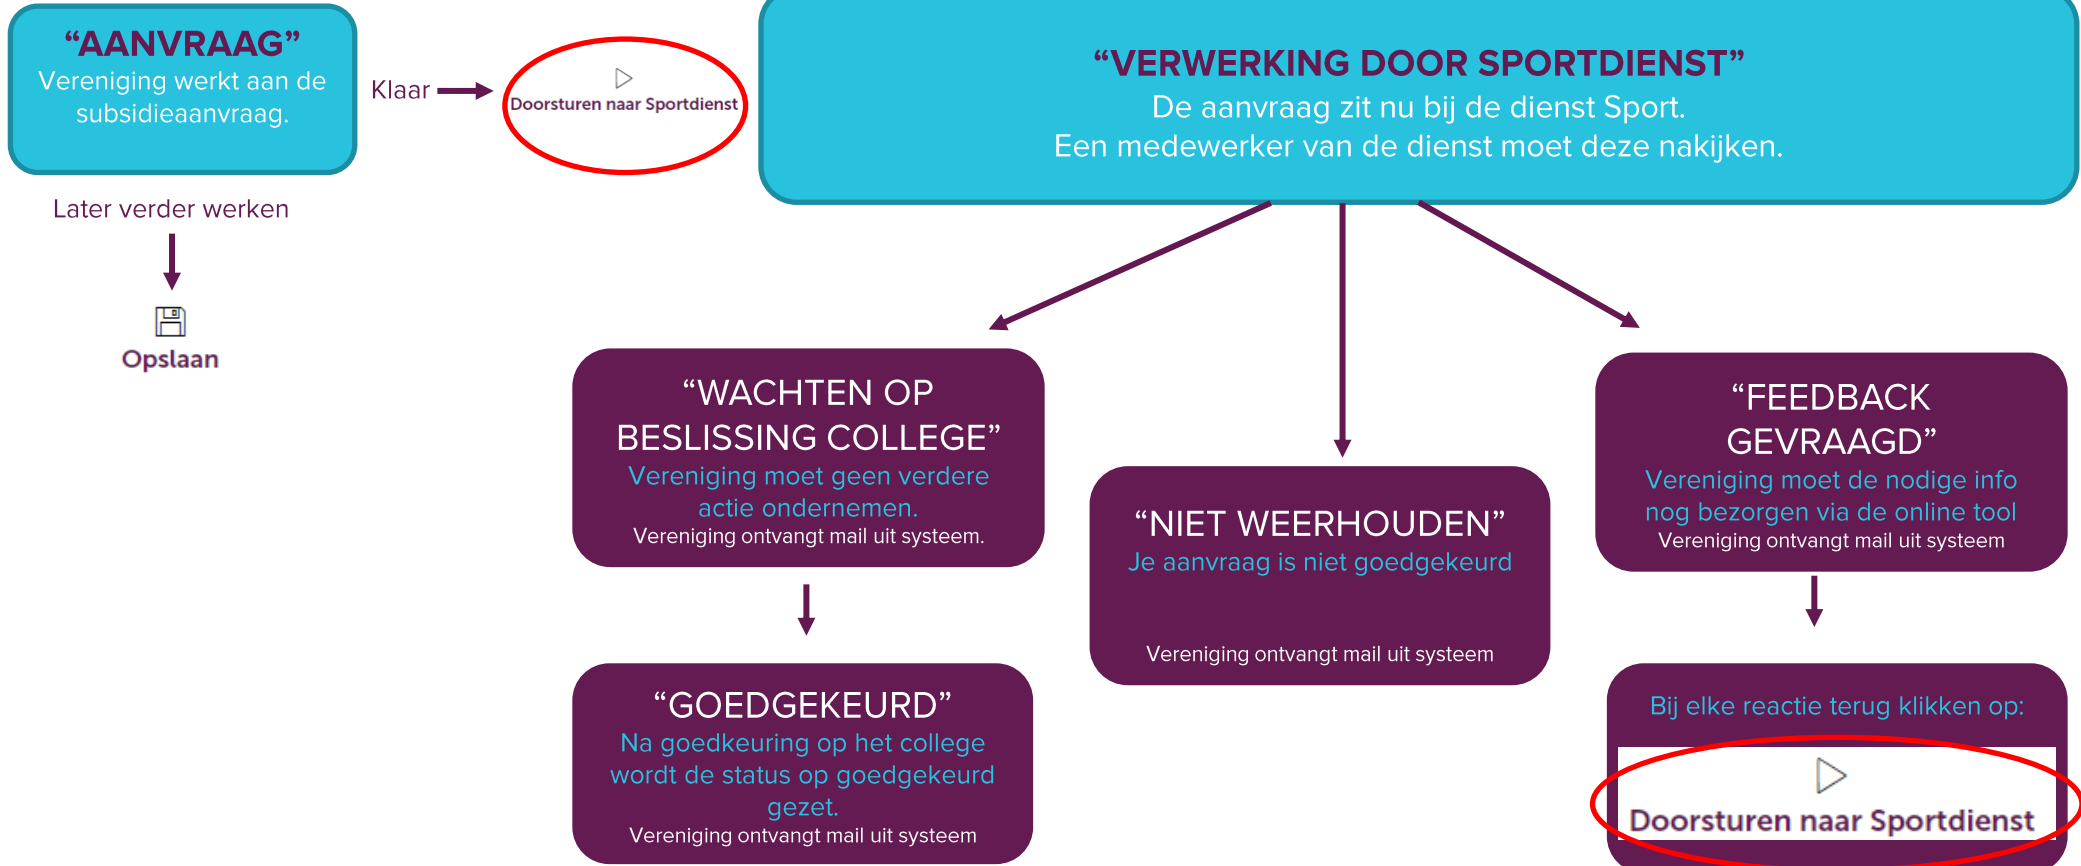 “AANVRAAG”
Vereniging werkt aan de
subsidieaanvraag.
Klaar
Doorsturen naar Sportdienst
“VERWERKING DOOR SPORTDIENST”
De aanvraag zit nu bij de dienst Sport.
Een medewerker van de dienst moet deze nakijken.
Later verder werken
Opslaan
“WACHTEN OP
BESLISSING COLLEGE”
Vereniging moet geen verdere
actie ondernemen.
Vereniging ontvangt mail uit systeem.
“NIET WEERHOUDEN”
Je aanvraag is niet goedgekeurd
Vereniging ontvangt mail uit systeem
“FEEDBACK
GEVRAAGD”
Vereniging moet de nodige info
nog bezorgen via de online tool
Vereniging ontvangt mail uit systeem
“GOEDGEKEURD”
Na goedkeuring op het college
wordt de status op goedgekeurd
gezet.
Vereniging ontvangt mail uit systeem
Bij elke reactie terug klikken op:
Doorsturen naar Sportdienst